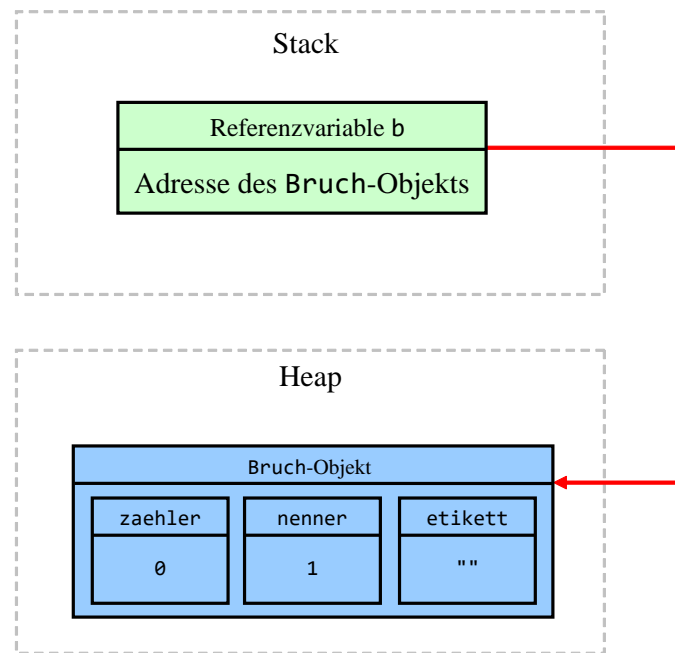 Stack
Referenzvariable b
Adresse des Bruch-Objekts
Heap
Bruch-Objekt
zaehler nenner etikett
0 1 ""